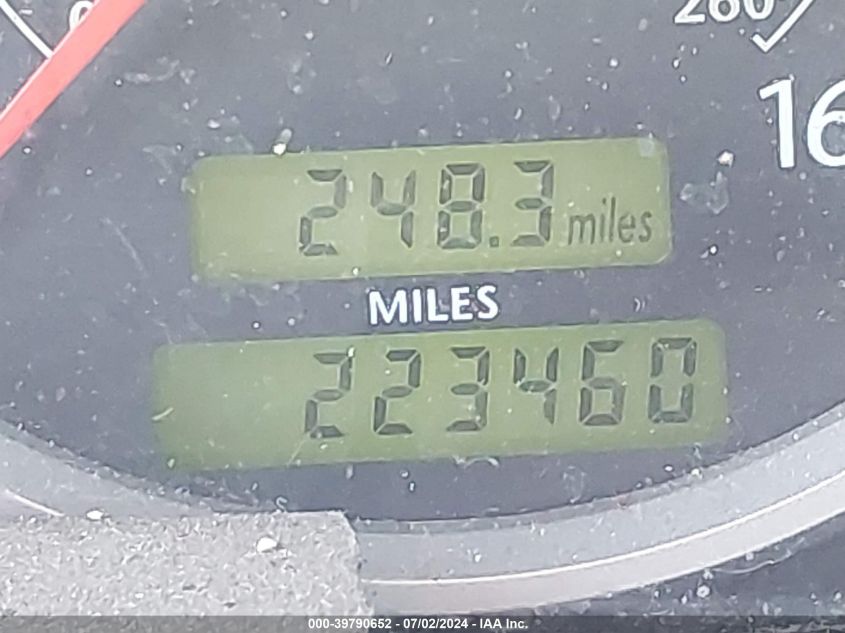 260
16
248.3 miles
MILES
223460
000-39790652 - 07/02/2024 - IAA Inc.